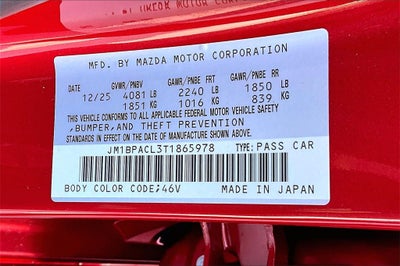 MFD. BY MAZDA MOTOR CORPORATION
DATE GVWR/PNBV GAWR/PNBE FRT GAWR/PNBE RR
12/25 4081 LB 2240 LB 1850 LB
1851 KG 1016 KG 839 KG
THIS VEHICLE CONFORMS TO ALL APPLICABLE FEDERAL MOTOR VEHICLE SAFETY
,BUMPER,AND THEFT PREVENTION
STANDARDS IN EFFECT ON THE DATE OF MANUFACTURE SHOWN ABOVE.
JM1BPACL3T1865978 TYPE:PASS CAR
BODY COLOR CODE;46V MADE IN JAPAN